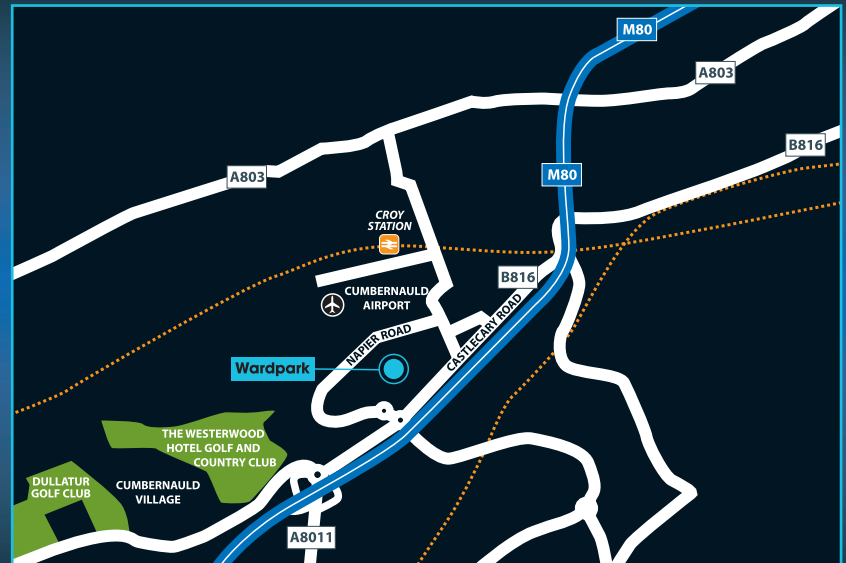 M80
A803
B816
M80
A803
CROY
STATION
B816
CUMBERNAULD
AIRPORT
NAPIER ROAD
CASTLECARY ROAD
Wardpark
THE WESTERWOOD
HOTEL GOLF AND
COUNTRY CLUB
DULLATUR
GOLF CLUB
CUMBERNAULD
VILLAGE
A8011